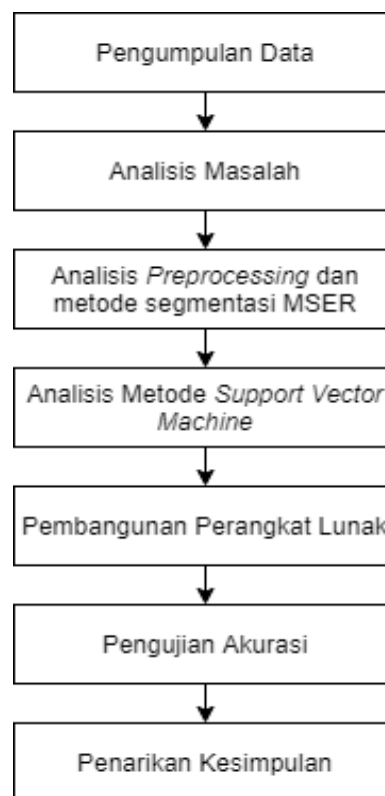 Pengumpulan Data
Analisis Masalah
Analisis Preprocessing dan
metode segmentasi MSER
Analisis Metode Support Vector
Machine
Pembangunan Perangkat Lunak
Pengujian Akurasi
Penarikan Kesimpulan